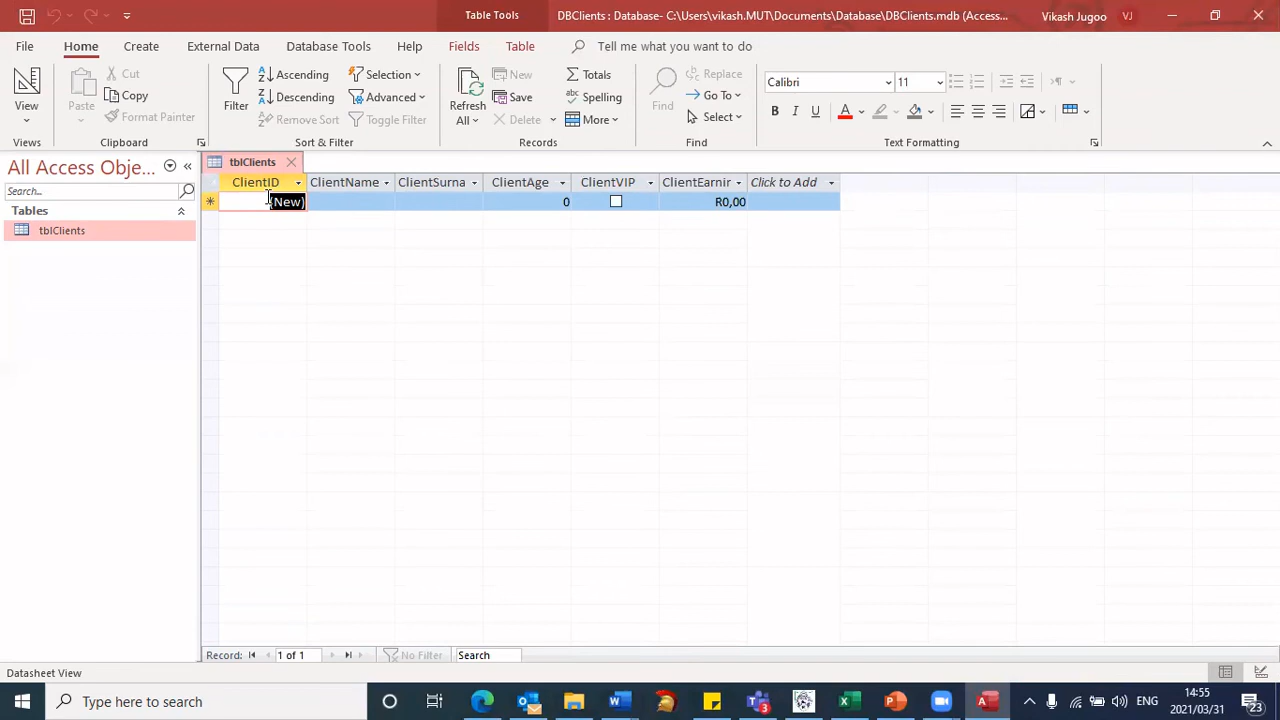 Table Tools
DBClients : Database- C:\Users\vikash.MUT\Documents\Database\DBClients.mdb (Access...
Vikash Jugoo
VJ
File Home Create External Data Database Tools Help Fields Table Tell me what you want to do
View
Views
Paste
Cut
Copy
Format Painter
Clipboard
Filter
Ascending
Descending
Remove Sort
Selection
Advanced
Toggle Filter
Sort & Filter
Refresh
All
New
Save
Delete
Totals
Spelling
More
Records
Find
Replace
Go To
Select
Find
Calibri
11
B I U A
Text Formatting
All Access Obje...
Search...
Tables
tblClients
tblClients
ClientID ClientName ClientSurna ClientAge ClientVIP ClientEarnir Click to Add
(New) 0 R0,00
Record: 1 of 1 No Filter Search
Datasheet View
Type here to search
ENG
14:55
2021/03/31
23